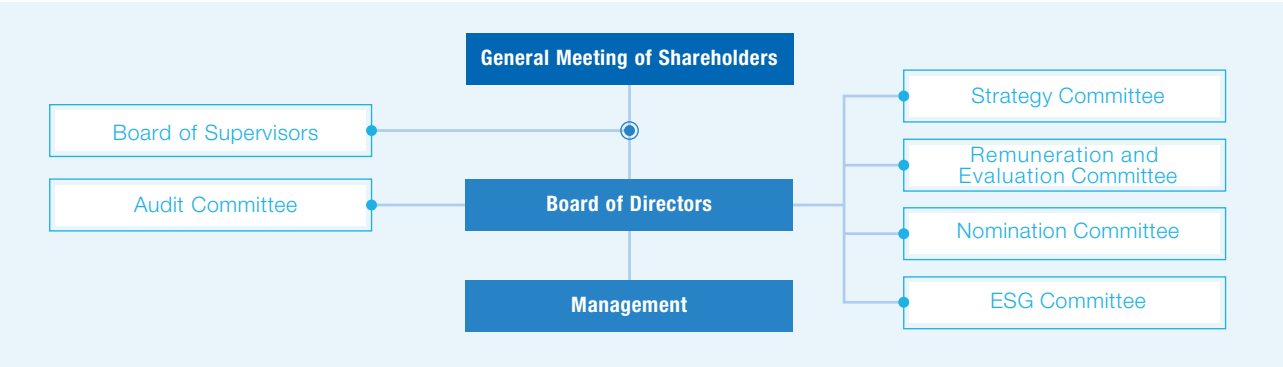 General Meeting of Shareholders
Board of Supervisors
Audit Committee
Board of Directors
Management
Strategy Committee
Remuneration and
Evaluation Committee
Nomination Committee
ESG Committee